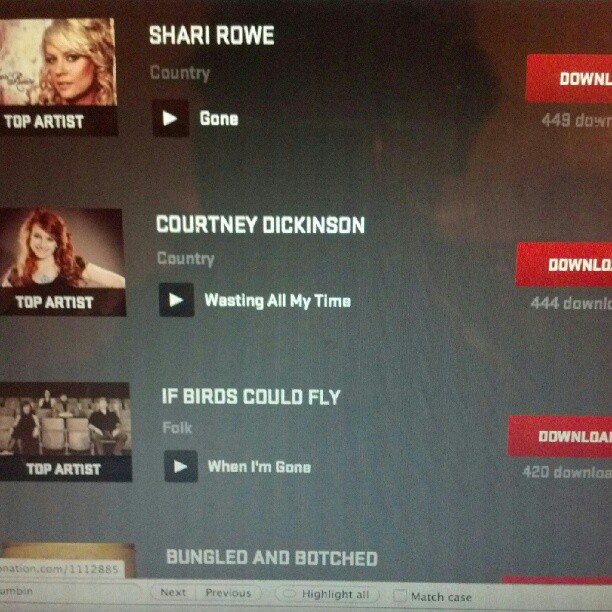 SHARI ROWE
Country
TOP ARTIST
Gone
DOWNL
449 down
COURTNEY DICKINSON
Country
TOP ARTIST
Wasting All My Time
DOWNLO
444 downlo
IF BIRDS COULD FLY
Folk
TOP ARTIST
When I'm Gone
DOWNLOA
420 downloa
BUNGLED AND BOTCHED
nation.com/1112885
umbin
Next
Previous
Highlight all
Match case